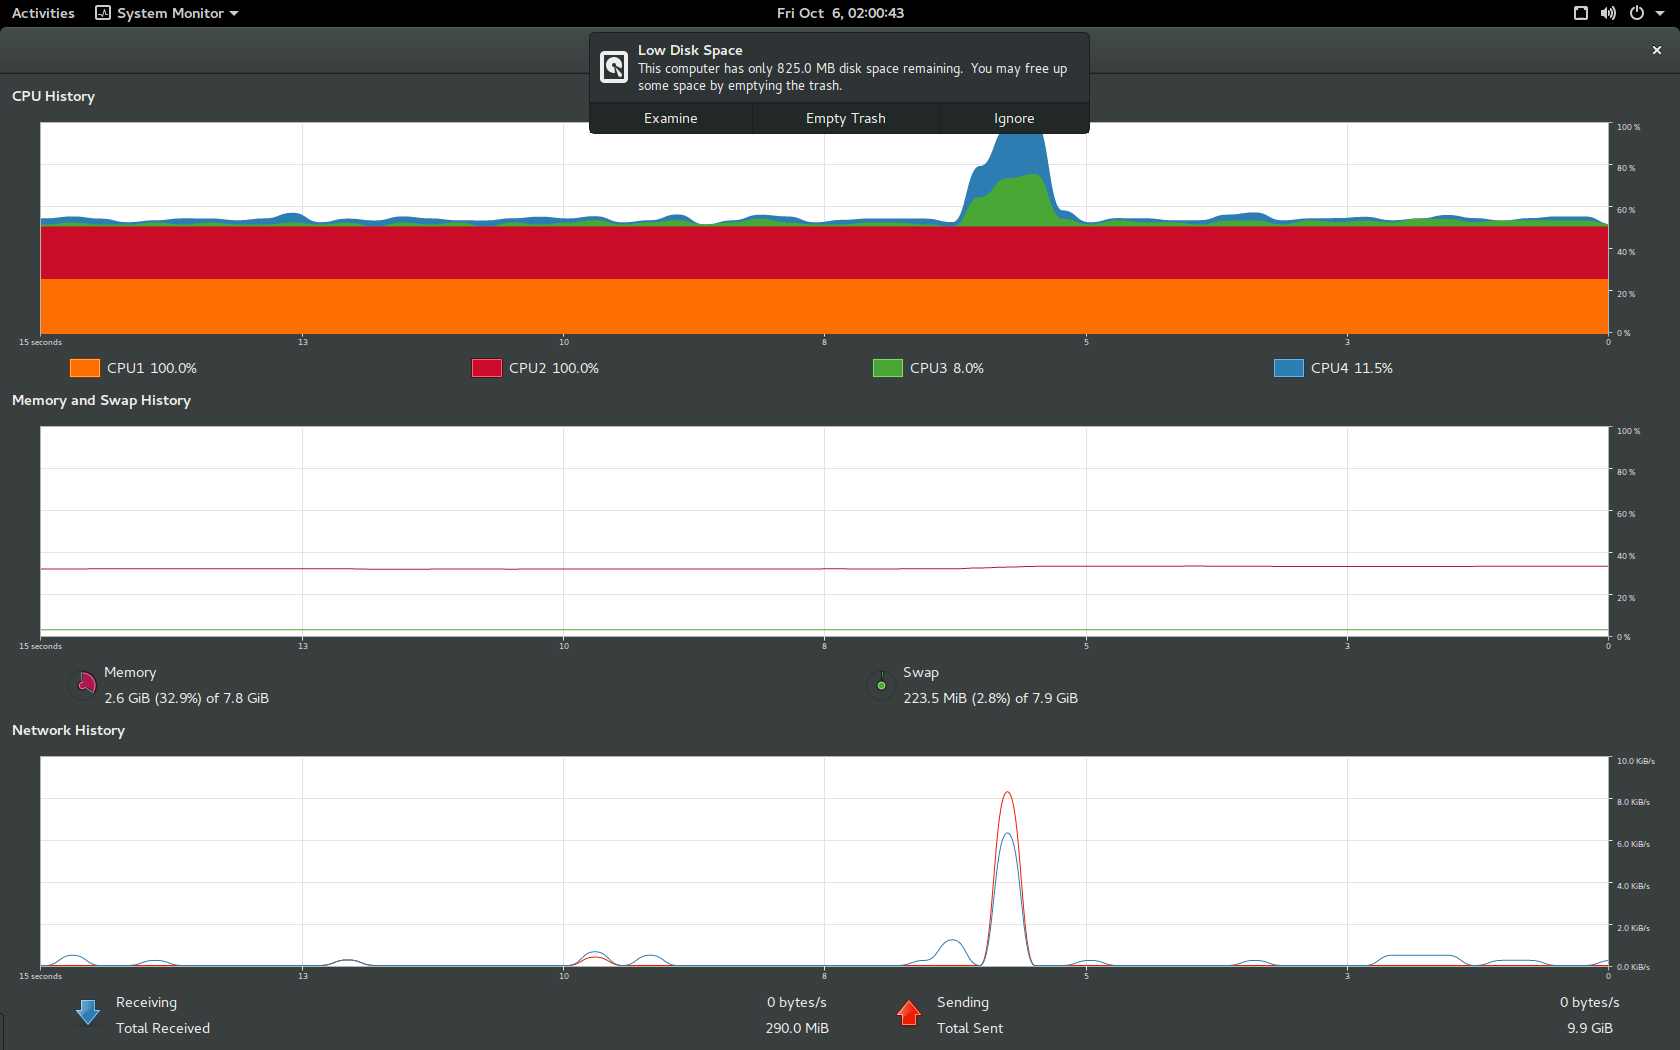 Activities System Monitor Fri Oct 6, 02:00:43
Low Disk Space
This computer has only 825.0 MB disk space remaining. You may free up
some space by emptying the trash.
Examine Empty Trash Ignore
CPU History
100 %
80 %
60 %
40 %
20 %
0 %
15 seconds 13 10 8 5 3 0
CPU1 100.0% CPU2 100.0% CPU3 8.0% CPU4 11.5%
Memory and Swap History
100 %
80 %
60 %
40 %
20 %
0 %
15 seconds 13 10 8 5 3 0
Memory
2.6 GiB (32.9%) of 7.8 GiB
Swap
223.5 MiB (2.8%) of 7.9 GiB
Network History
10.0 KiB/s
8.0 KiB/s
6.0 KiB/s
4.0 KiB/s
2.0 KiB/s
0.0 KiB/s
15 seconds 13 10 8 5 3 0
Receiving 0 bytes/s
Total Received 290.0 MiB
Sending 0 bytes/s
Total Sent 9.9 GiB